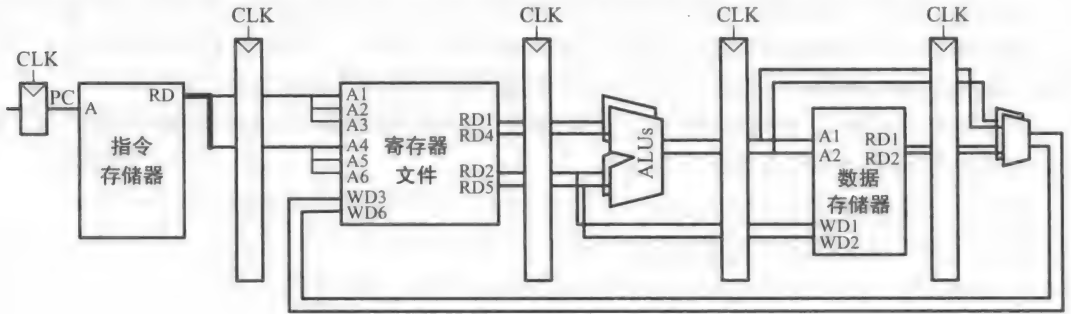 CLK
CLK
CLK
CLK
CLK
PC
A
RD
指令
存储器
A1
A2
A3
A4
A5
A6
WD3
WD6
寄存器
文件
RD1
RD4
RD2
RD5
ALUs
A1
A2
RD1
RD2
数据
存储器
WD1
WD2